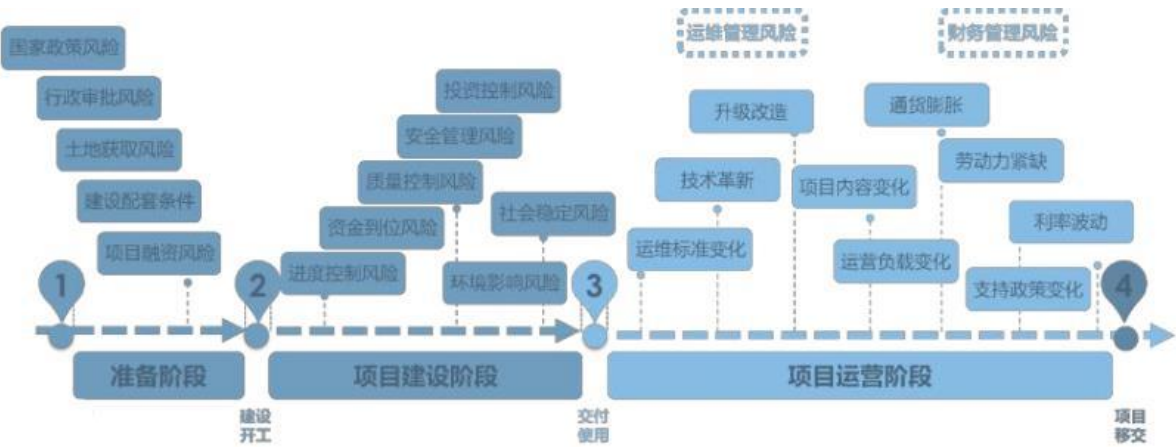 运维管理风险
财务管理风险
国家政策风险
行政审批风险
土地获取风险
建设配套条件
项目融资风险
投资控制风险
安全管理风险
质量控制风险
资金到位风险
进度控制风险
社会稳定风险
环境影响风险
升级改造
技术革新
运维标准变化
通货膨胀
项目内容变化
运营负载变化
劳动力紧缺
利率波动
支持政策变化
1
2
3
4
准备阶段
项目建设阶段
项目运营阶段
建设
开工
交付
使用
项目
移交